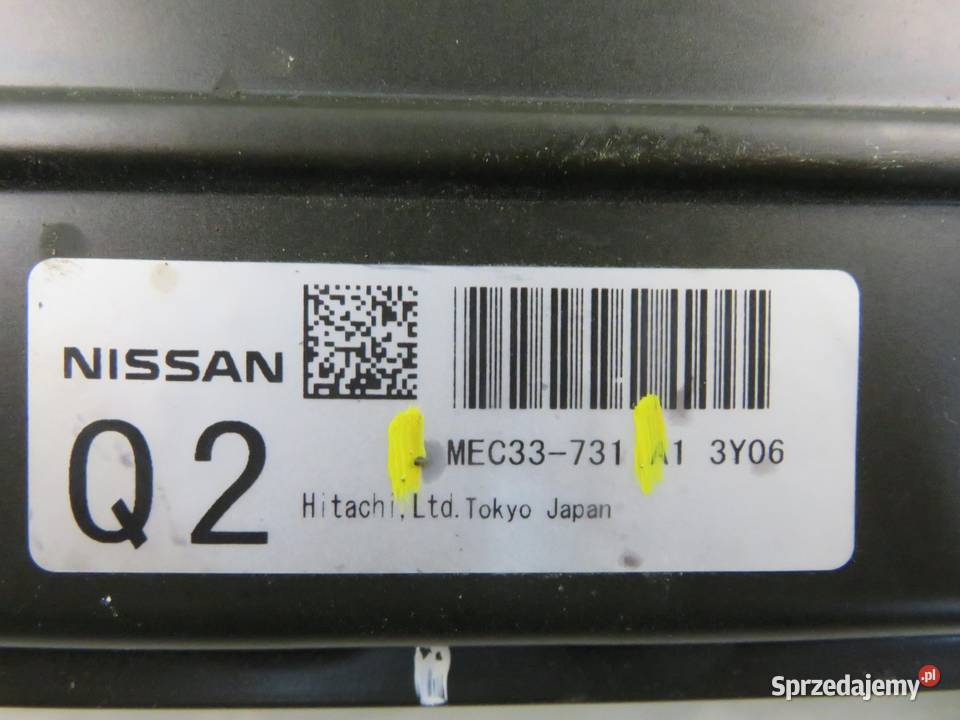 NISSAN
Q2
MEC33-731 A1 3Y06
Hitachi,Ltd.Tokyo Japan
Sprzedajemy.pl